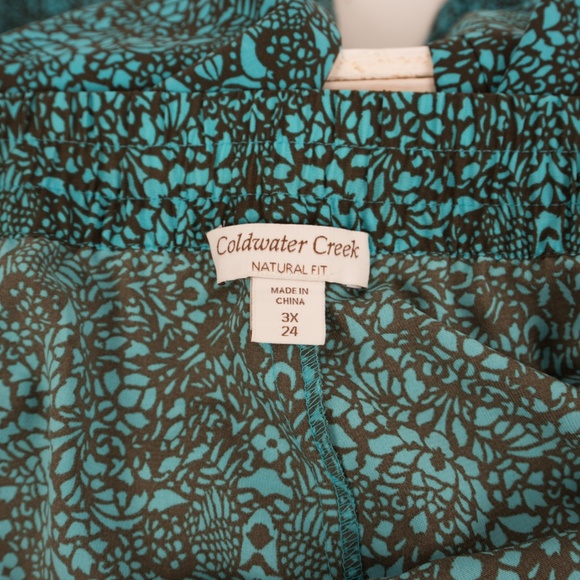 Coldwater Creek
NATURAL FIT
MADE IN
CHINA
3X
24